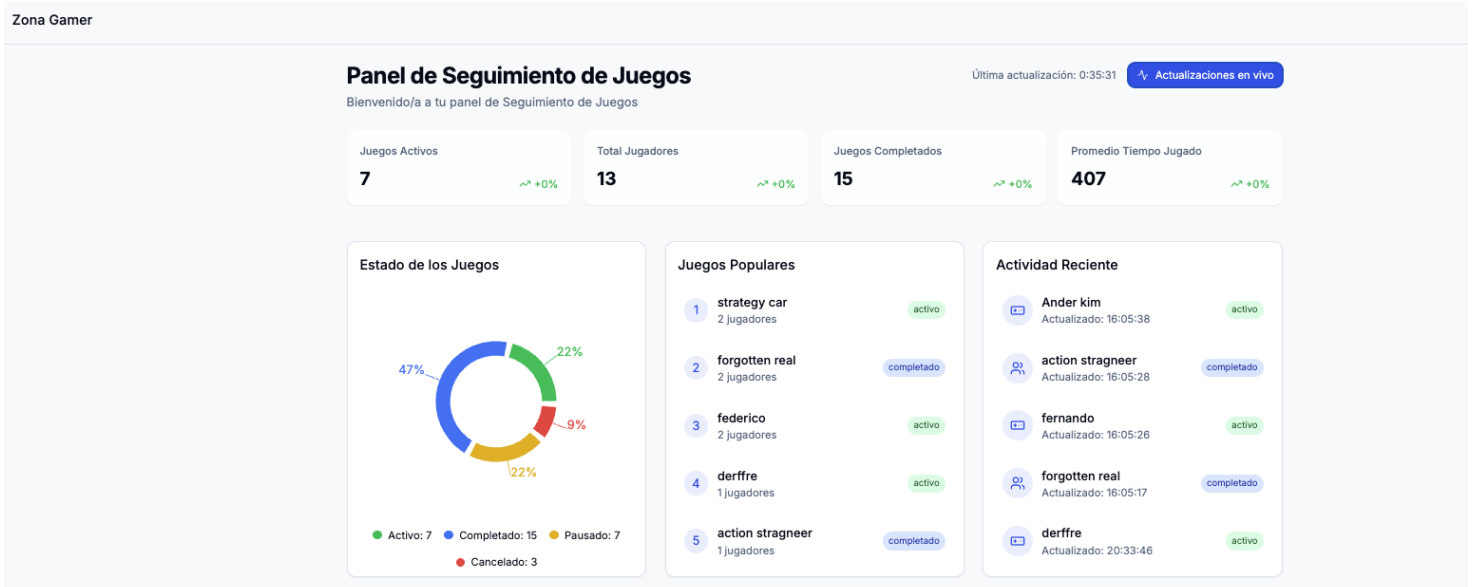 Zona Gamer
Panel de Seguimiento de Juegos
Última actualización: 0:35:31
Actualizaciones en vivo
Bienvenido/a a tu panel de Seguimiento de Juegos
Juegos Activos
7
+0%
Total Jugadores
13
+0%
Juegos Completados
15
+0%
Promedio Tiempo Jugado
407
+0%
Estado de los Juegos
47%
22%
9%
22%
Activo: 7
Completado: 15
Pausado: 7
Cancelado: 3
Juegos Populares
1
strategy car
2 jugadores
activo
2
forgotten real
2 jugadores
completado
3
federico
2 jugadores
activo
4
derffre
1 jugadores
activo
5
action stragneer
1 jugadores
completado
Actividad Reciente
Ander kim
Actualizado: 16:05:38
activo
action stragneer
Actualizado: 16:05:28
completado
fernando
Actualizado: 16:05:26
activo
forgotten real
Actualizado: 16:05:17
completado
derffre
Actualizado: 20:33:46
activo